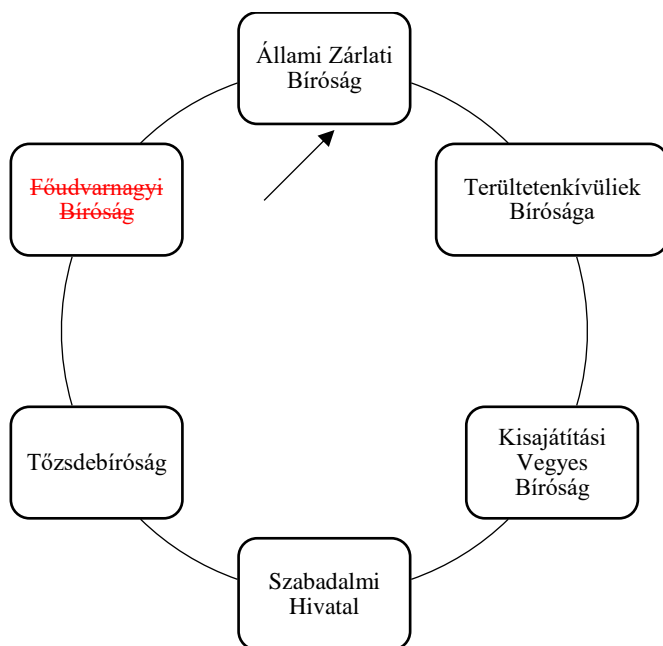 Állami Zárlati
Bíróság
Terültetenkívüliek
Bírósága
Kisajátítási
Vegyes
Bíróság
Szabadalmi
Hivatal
Tőzsdebíróság
Főudvarnagyi
Bíróság